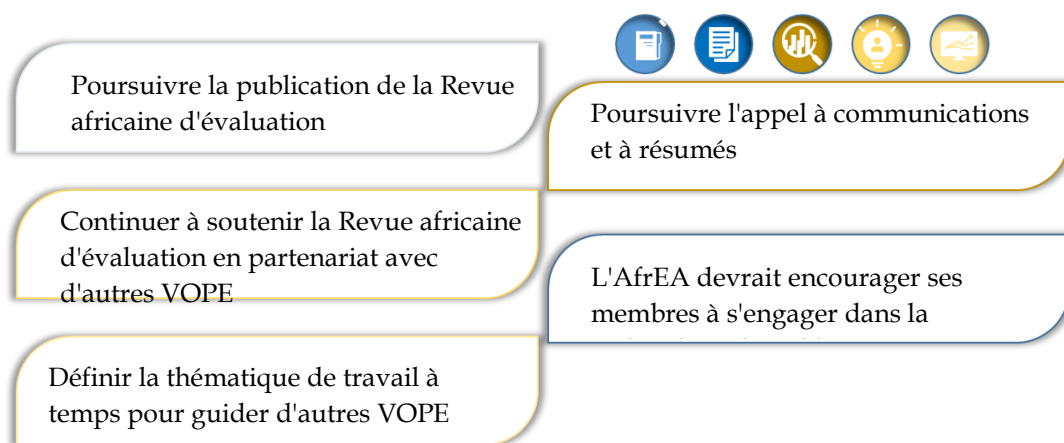 Poursuivre la publication de la Revue
africaine d'évaluation
Poursuivre l'appel à communications
et à résumés
Continuer à soutenir la Revue africaine
d'évaluation en partenariat avec
d'autres VOPE
L'AfrEA devrait encourager ses
membres à s'engager dans la
Définir la thématique de travail à
temps pour guider d'autres VOPE